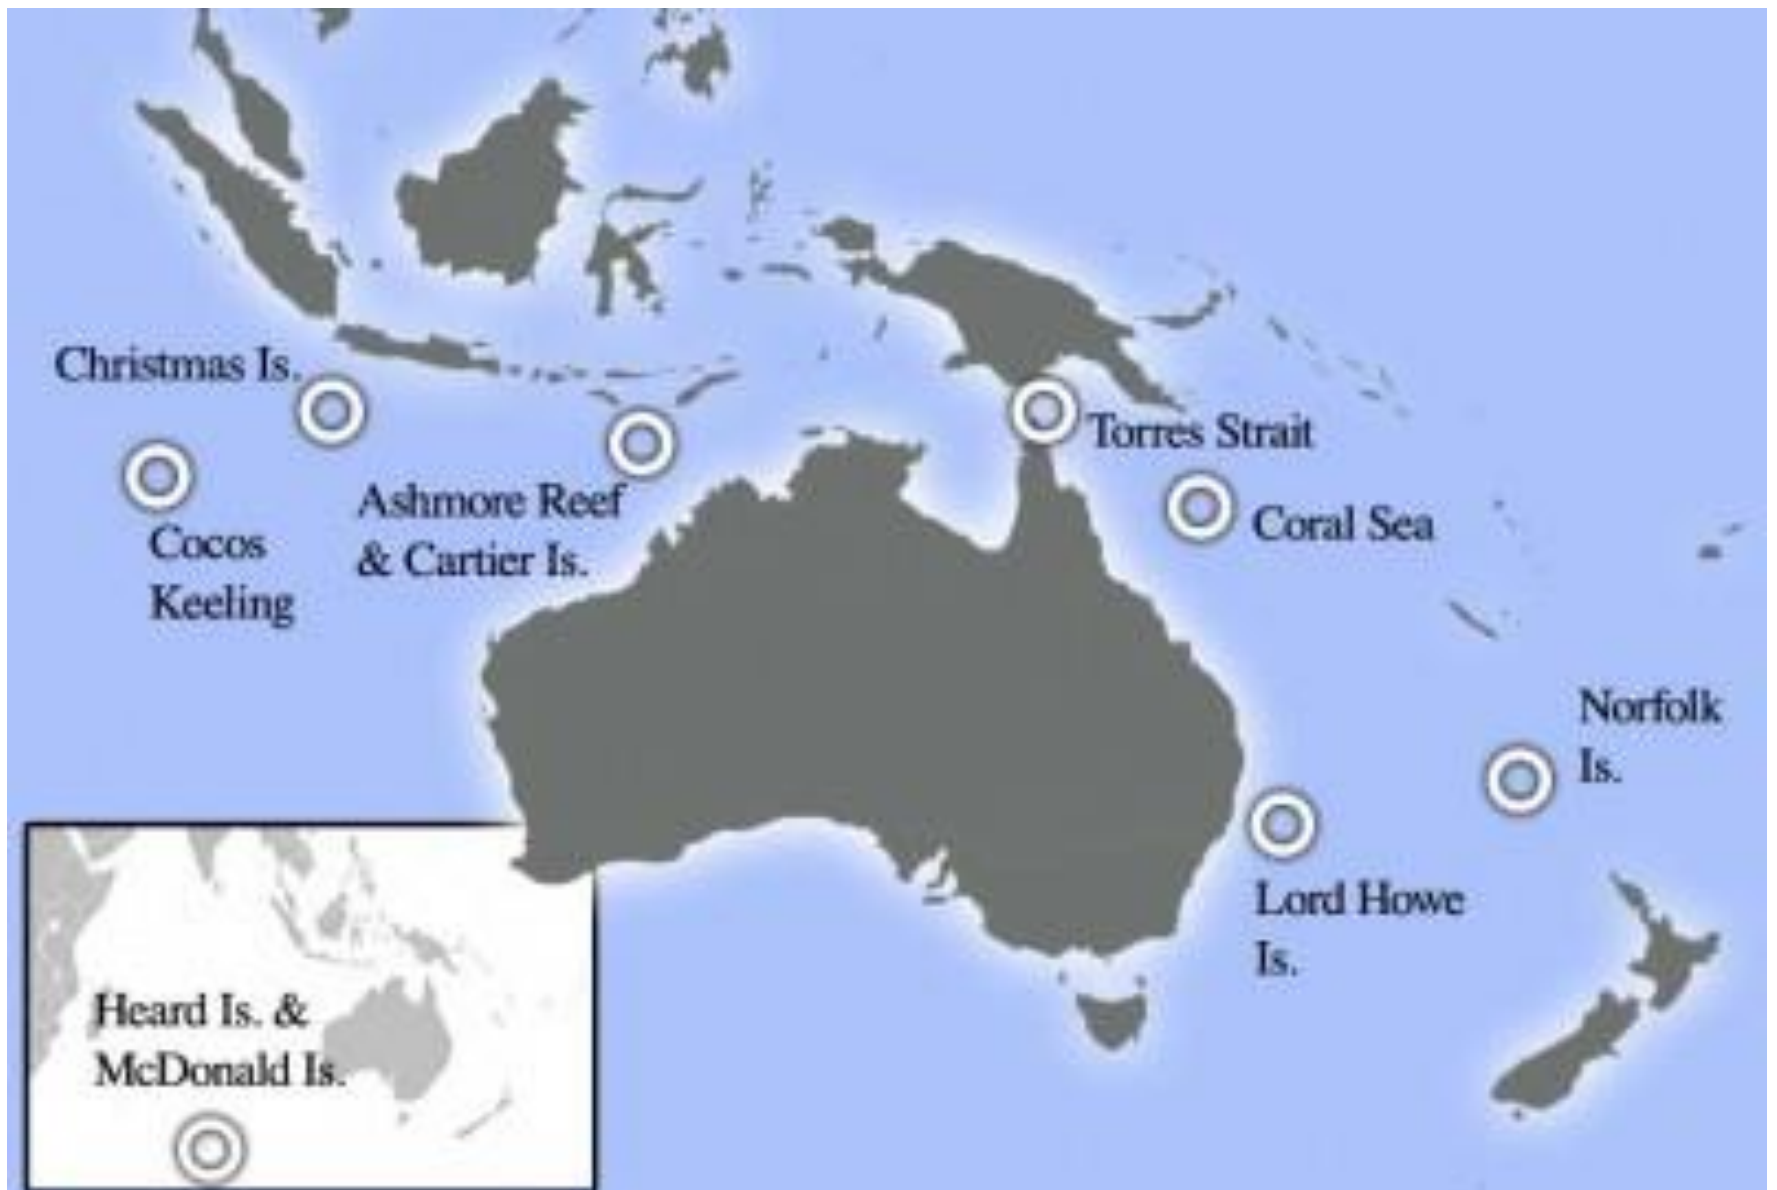 Christmas Is.
Cocos
Keeling
Ashmore Reef
& Cartier Is.
Torres Strait
Coral Sea
Norfolk
Is.
Lord Howe
Is.
Heard Is. &
McDonald Is.